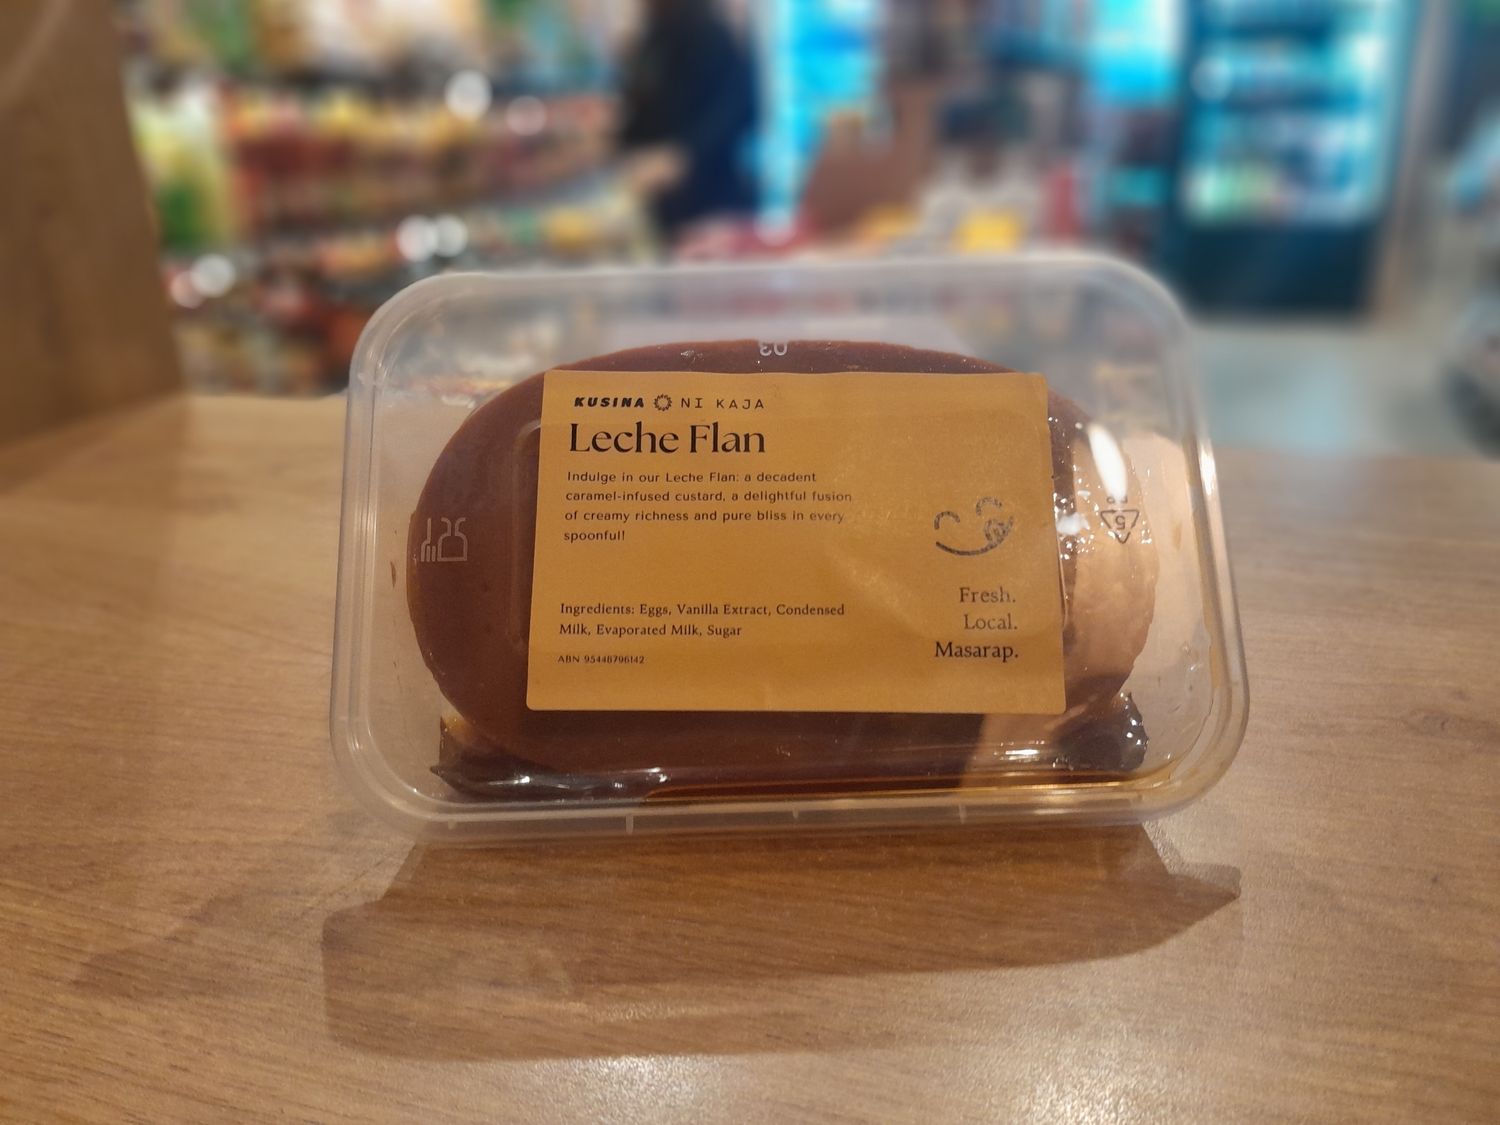 03
KUSINA NI KAJA
Leche Flan
Indulge in our Leche Flan: a decadent
caramel-infused custard, a delightful fusion
of creamy richness and pure bliss in every
spoonful!
Ingredients: Eggs, Vanilla Extract, Condensed
Milk, Evaporated Milk, Sugar
ABN 95448796142
Fresh.
Local.
Masarap.
5